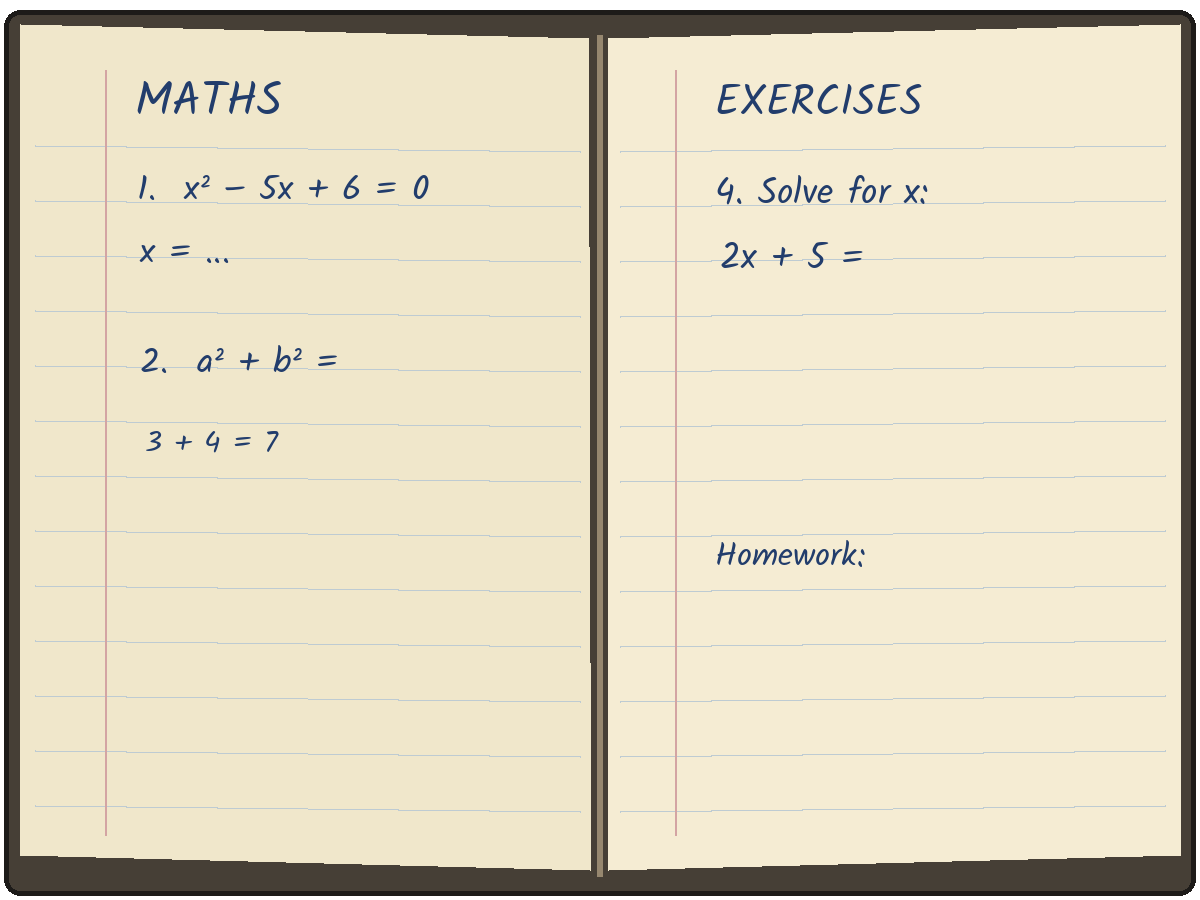 MATHS
1. x² − 5x + 6 = 0
x = ...
2. a² + b² =
3 + 4 = 7
EXERCISES
4. Solve for x:
2x + 5 =
Homework: